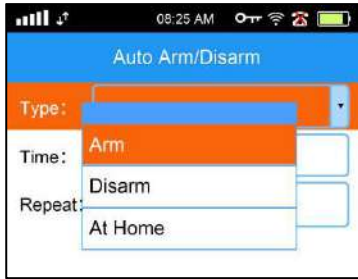 08:25 AM
Auto Arm/Disarm
Type:
Arm
Time:
Disarm
Repeat:
At Home